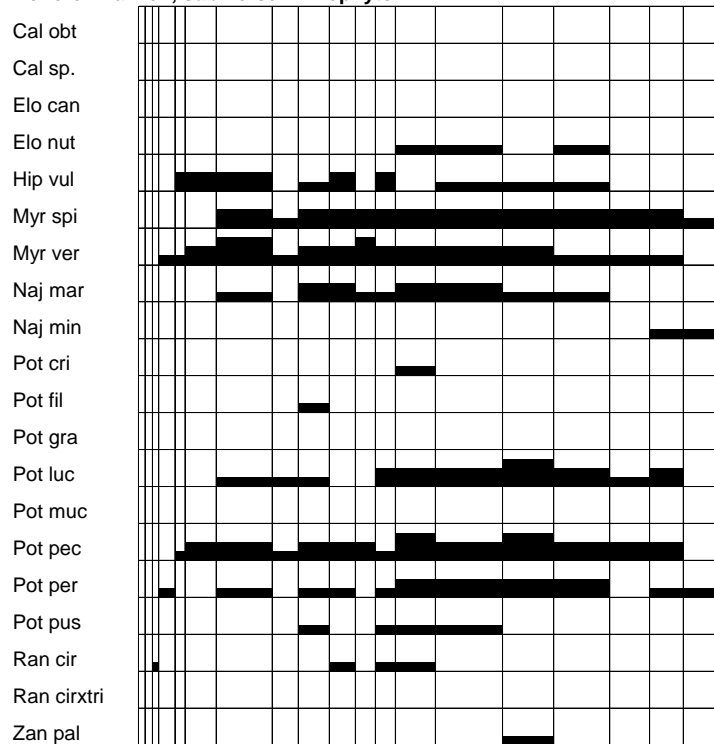 Cal obt
Cal sp.
Elo can
Elo nut
Hip vul
Myr spi
Myr ver
Naj mar
Naj min
Pot cri
Pot fil
Pot gra
Pot luc
Pot muc
Pot pec
Pot per
Pot pus
Ran cir
Ran cirxtri
Zan pal